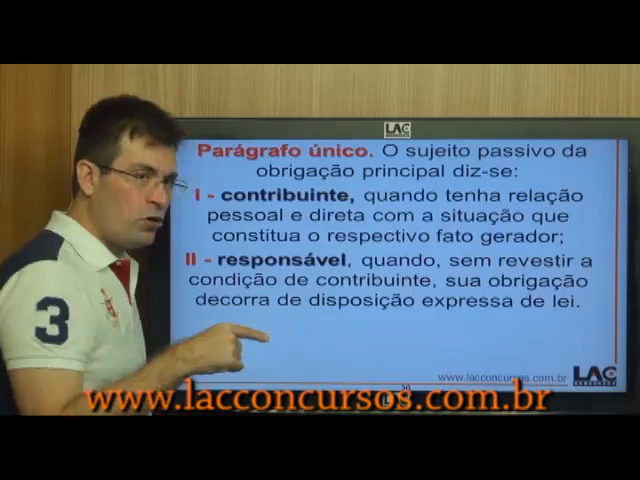 LAC
Parágrafo único. O sujeito passivo da
obrigação principal diz-se:
I - contribuinte, quando tenha relação
pessoal e direta com a situação que
constitua o respectivo fato gerador;
II - responsável, quando, sem revestir a
condição de contribuinte, sua obrigação
decorra de disposição expressa de lei.
3
www.lacconcursos.com.br
LAC
www.lacconcursos.com.br